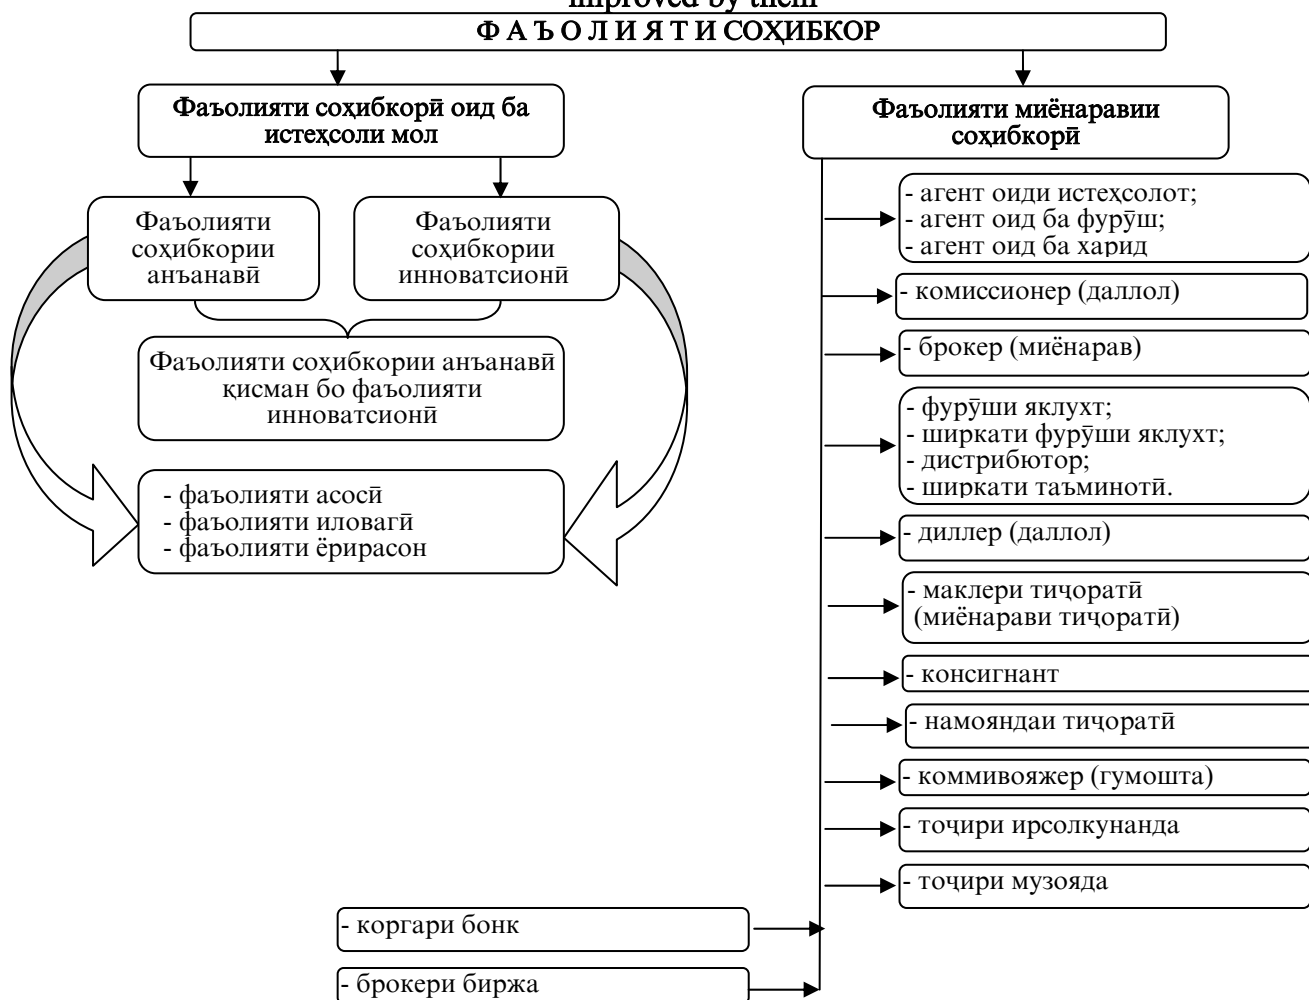 improved by them
Ф А Ъ О Л И Я Т И СОҲИБКОР
Фаъолияти соҳибкорӣ оид ба
истеҳсоли мол
Фаъолияти
соҳибкории
анъанавӣ
Фаъолияти
соҳибкории
инноватсионӣ
Фаъолияти соҳибкории анъанавӣ
қисман бо фаъолияти
инноватсионӣ
- фаъолияти асосӣ
- фаъолияти иловагӣ
- фаъолияти ёрирасон
Фаъолияти миёнаравии
соҳибкорӣ
- агент оиди истеҳсолот;
- агент оид ба фурӯш;
- агент оид ба харид
- комиссионер (даллол)
- брокер (миёнарав)
- фурӯши яклухт;
- ширкати фурӯши яклухт;
- дистрибютор;
- ширкати таъминотӣ.
- диллер (даллол)
- маклери тиҷоратӣ
(миёнарави тиҷоратӣ)
- консигнант
- намояндаи тиҷоратӣ
- коммивояжер (гумошта)
- тоҷири ирсолкунанда
- тоҷири музояда
- коргари бонк
- брокери биржа